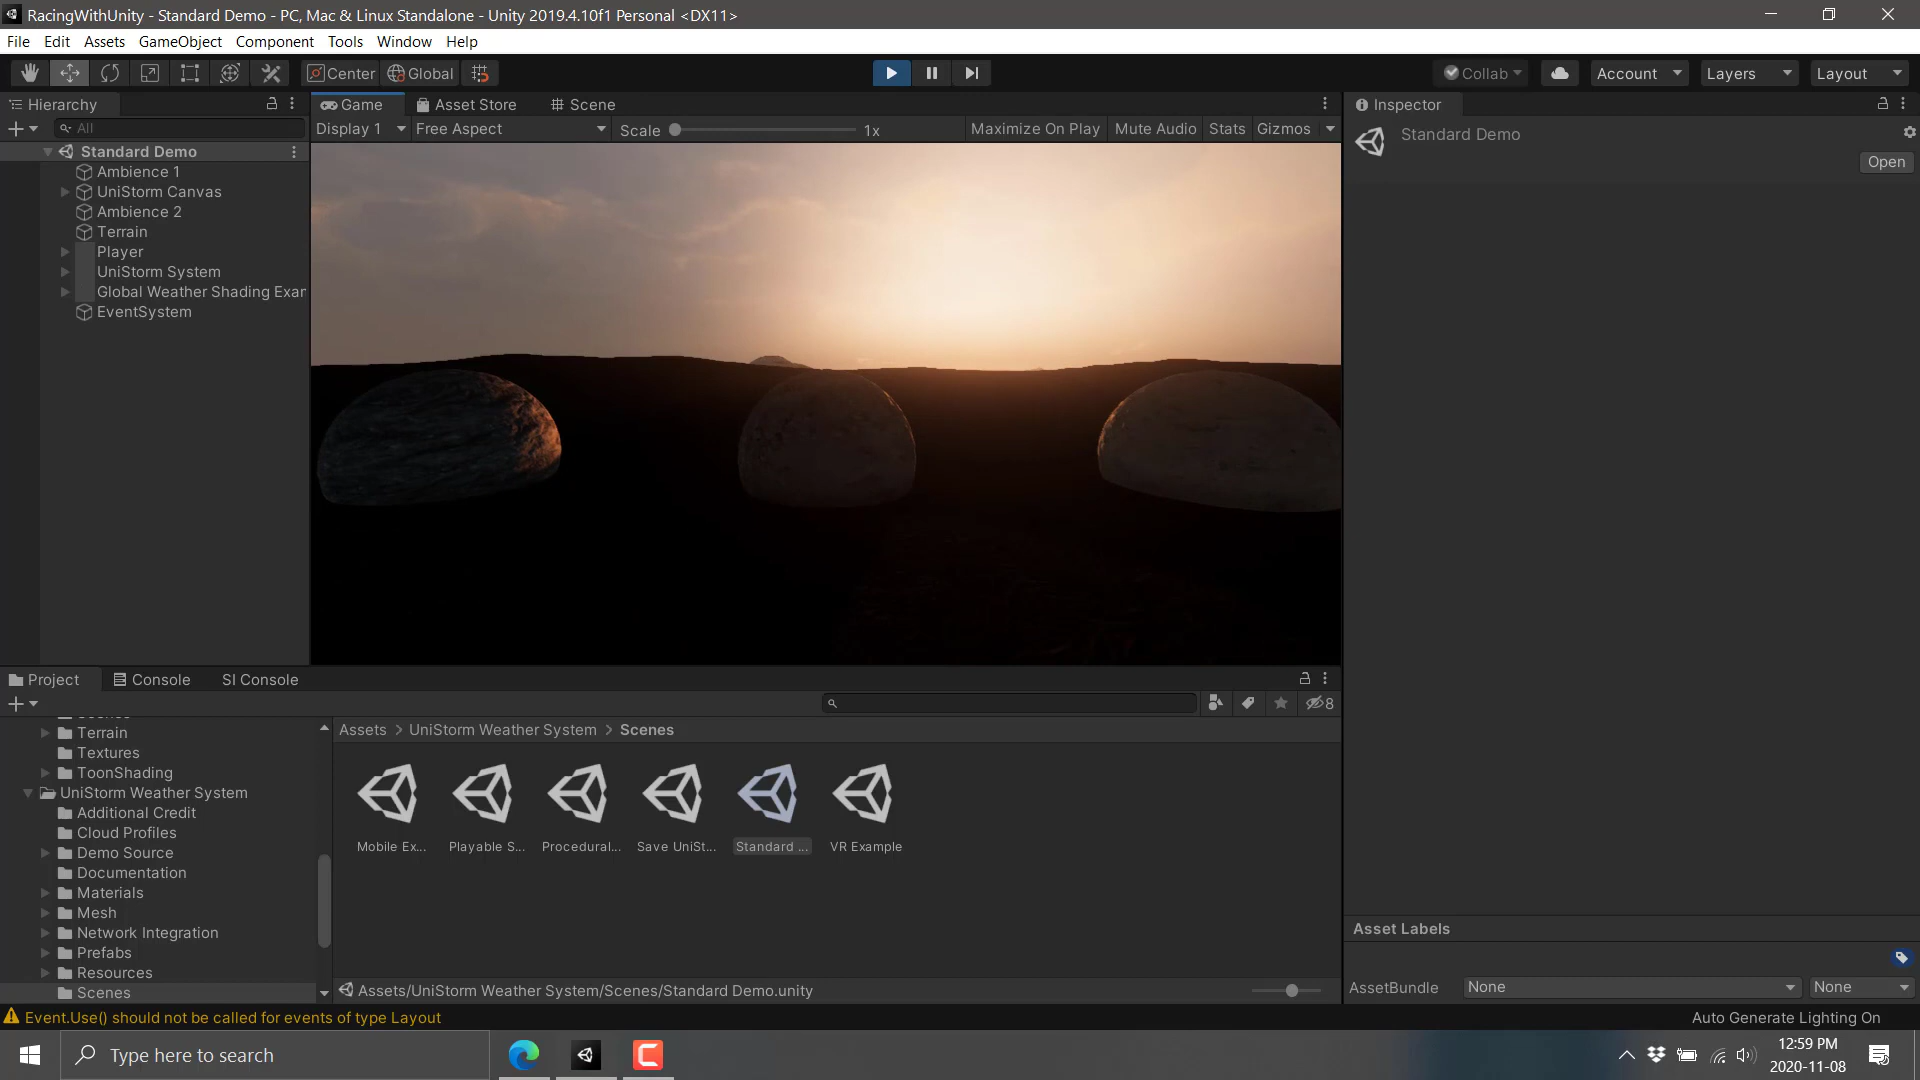 RacingWithUnity - Standard Demo - PC, Mac & Linux Standalone - Unity 2019.4.10f1 Personal <DX11>
File Edit Assets GameObject Component Tools Window Help
Center Global Collab Account Layers Layout
Hierarchy
All
Standard Demo
Ambience 1
UniStorm Canvas
Ambience 2
Terrain
Player
UniStorm System
Global Weather Shading Exar
EventSystem
Game Asset Store Scene
Display 1 Free Aspect Scale 1x Maximize On Play Mute Audio Stats Gizmos
Inspector
Standard Demo
Open
Project Console SI Console
8
Terrain
Textures
ToonShading
UniStorm Weather System
Additional Credit
Cloud Profiles
Demo Source
Documentation
Materials
Mesh
Network Integration
Prefabs
Resources
Scenes
Assets > UniStorm Weather System > Scenes
Mobile Ex... Playable S... Procedural... Save UniSt... Standard ... VR Example
Assets/UniStorm Weather System/Scenes/Standard Demo.unity
Asset Labels
AssetBundle None None
Event.Use() should not be called for events of type Layout
Auto Generate Lighting On
Type here to search
12:59 PM
2020-11-08